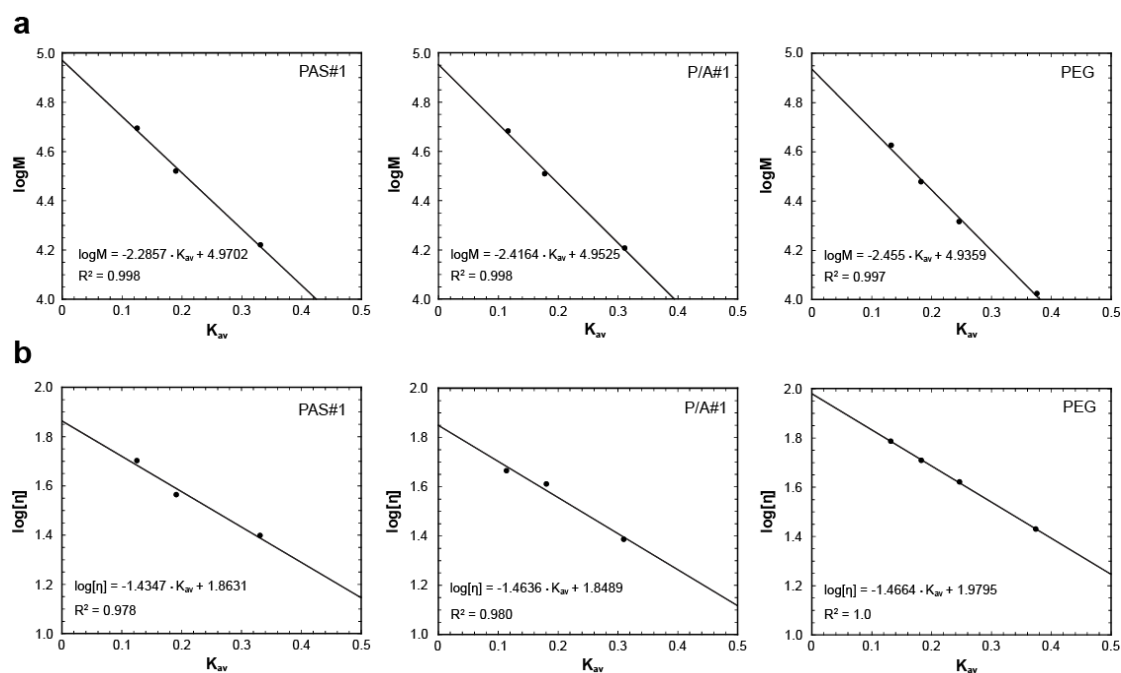 a
PAS#1
5.0
4.8
4.6
4.4
4.2
4.0
logM
logM = -2.2857 · Kav + 4.9702
R² = 0.998
0 0.1 0.2 0.3 0.4 0.5
Kav
P/A#1
5.0
4.8
4.6
4.4
4.2
4.0
logM
logM = -2.4164 · Kav + 4.9525
R² = 0.998
0 0.1 0.2 0.3 0.4 0.5
Kav
PEG
5.0
4.8
4.6
4.4
4.2
4.0
logM
logM = -2.455 · Kav + 4.9359
R² = 0.997
0 0.1 0.2 0.3 0.4 0.5
Kav
b
PAS#1
2.0
1.8
1.6
1.4
1.2
1.0
log[η]
log[η] = -1.4347 · Kav + 1.8631
R² = 0.978
0 0.1 0.2 0.3 0.4 0.5
Kav
P/A#1
2.0
1.8
1.6
1.4
1.2
1.0
log[η]
log[η] = -1.4636 · Kav + 1.8489
R² = 0.980
0 0.1 0.2 0.3 0.4 0.5
Kav
PEG
2.0
1.8
1.6
1.4
1.2
1.0
log[η]
log[η] = -1.4664 · Kav + 1.9795
R² = 1.0
0 0.1 0.2 0.3 0.4 0.5
Kav